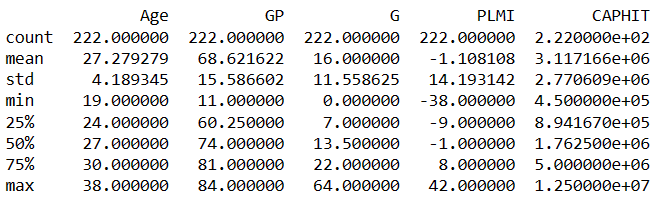 Age GP G PLMI CAPHIT
count 222.000000 222.000000 222.000000 222.000000 2.220000e+02
mean 27.279279 68.621622 16.000000 -1.108108 3.117166e+06
std 4.189345 15.586602 11.558625 14.193142 2.770609e+06
min 19.000000 11.000000 0.000000 -38.000000 4.500000e+05
25% 24.000000 60.250000 7.000000 -9.000000 8.941670e+05
50% 27.000000 74.000000 13.500000 -1.000000 1.762500e+06
75% 30.000000 81.000000 22.000000 8.000000 5.000000e+06
max 38.000000 84.000000 64.000000 42.000000 1.250000e+07